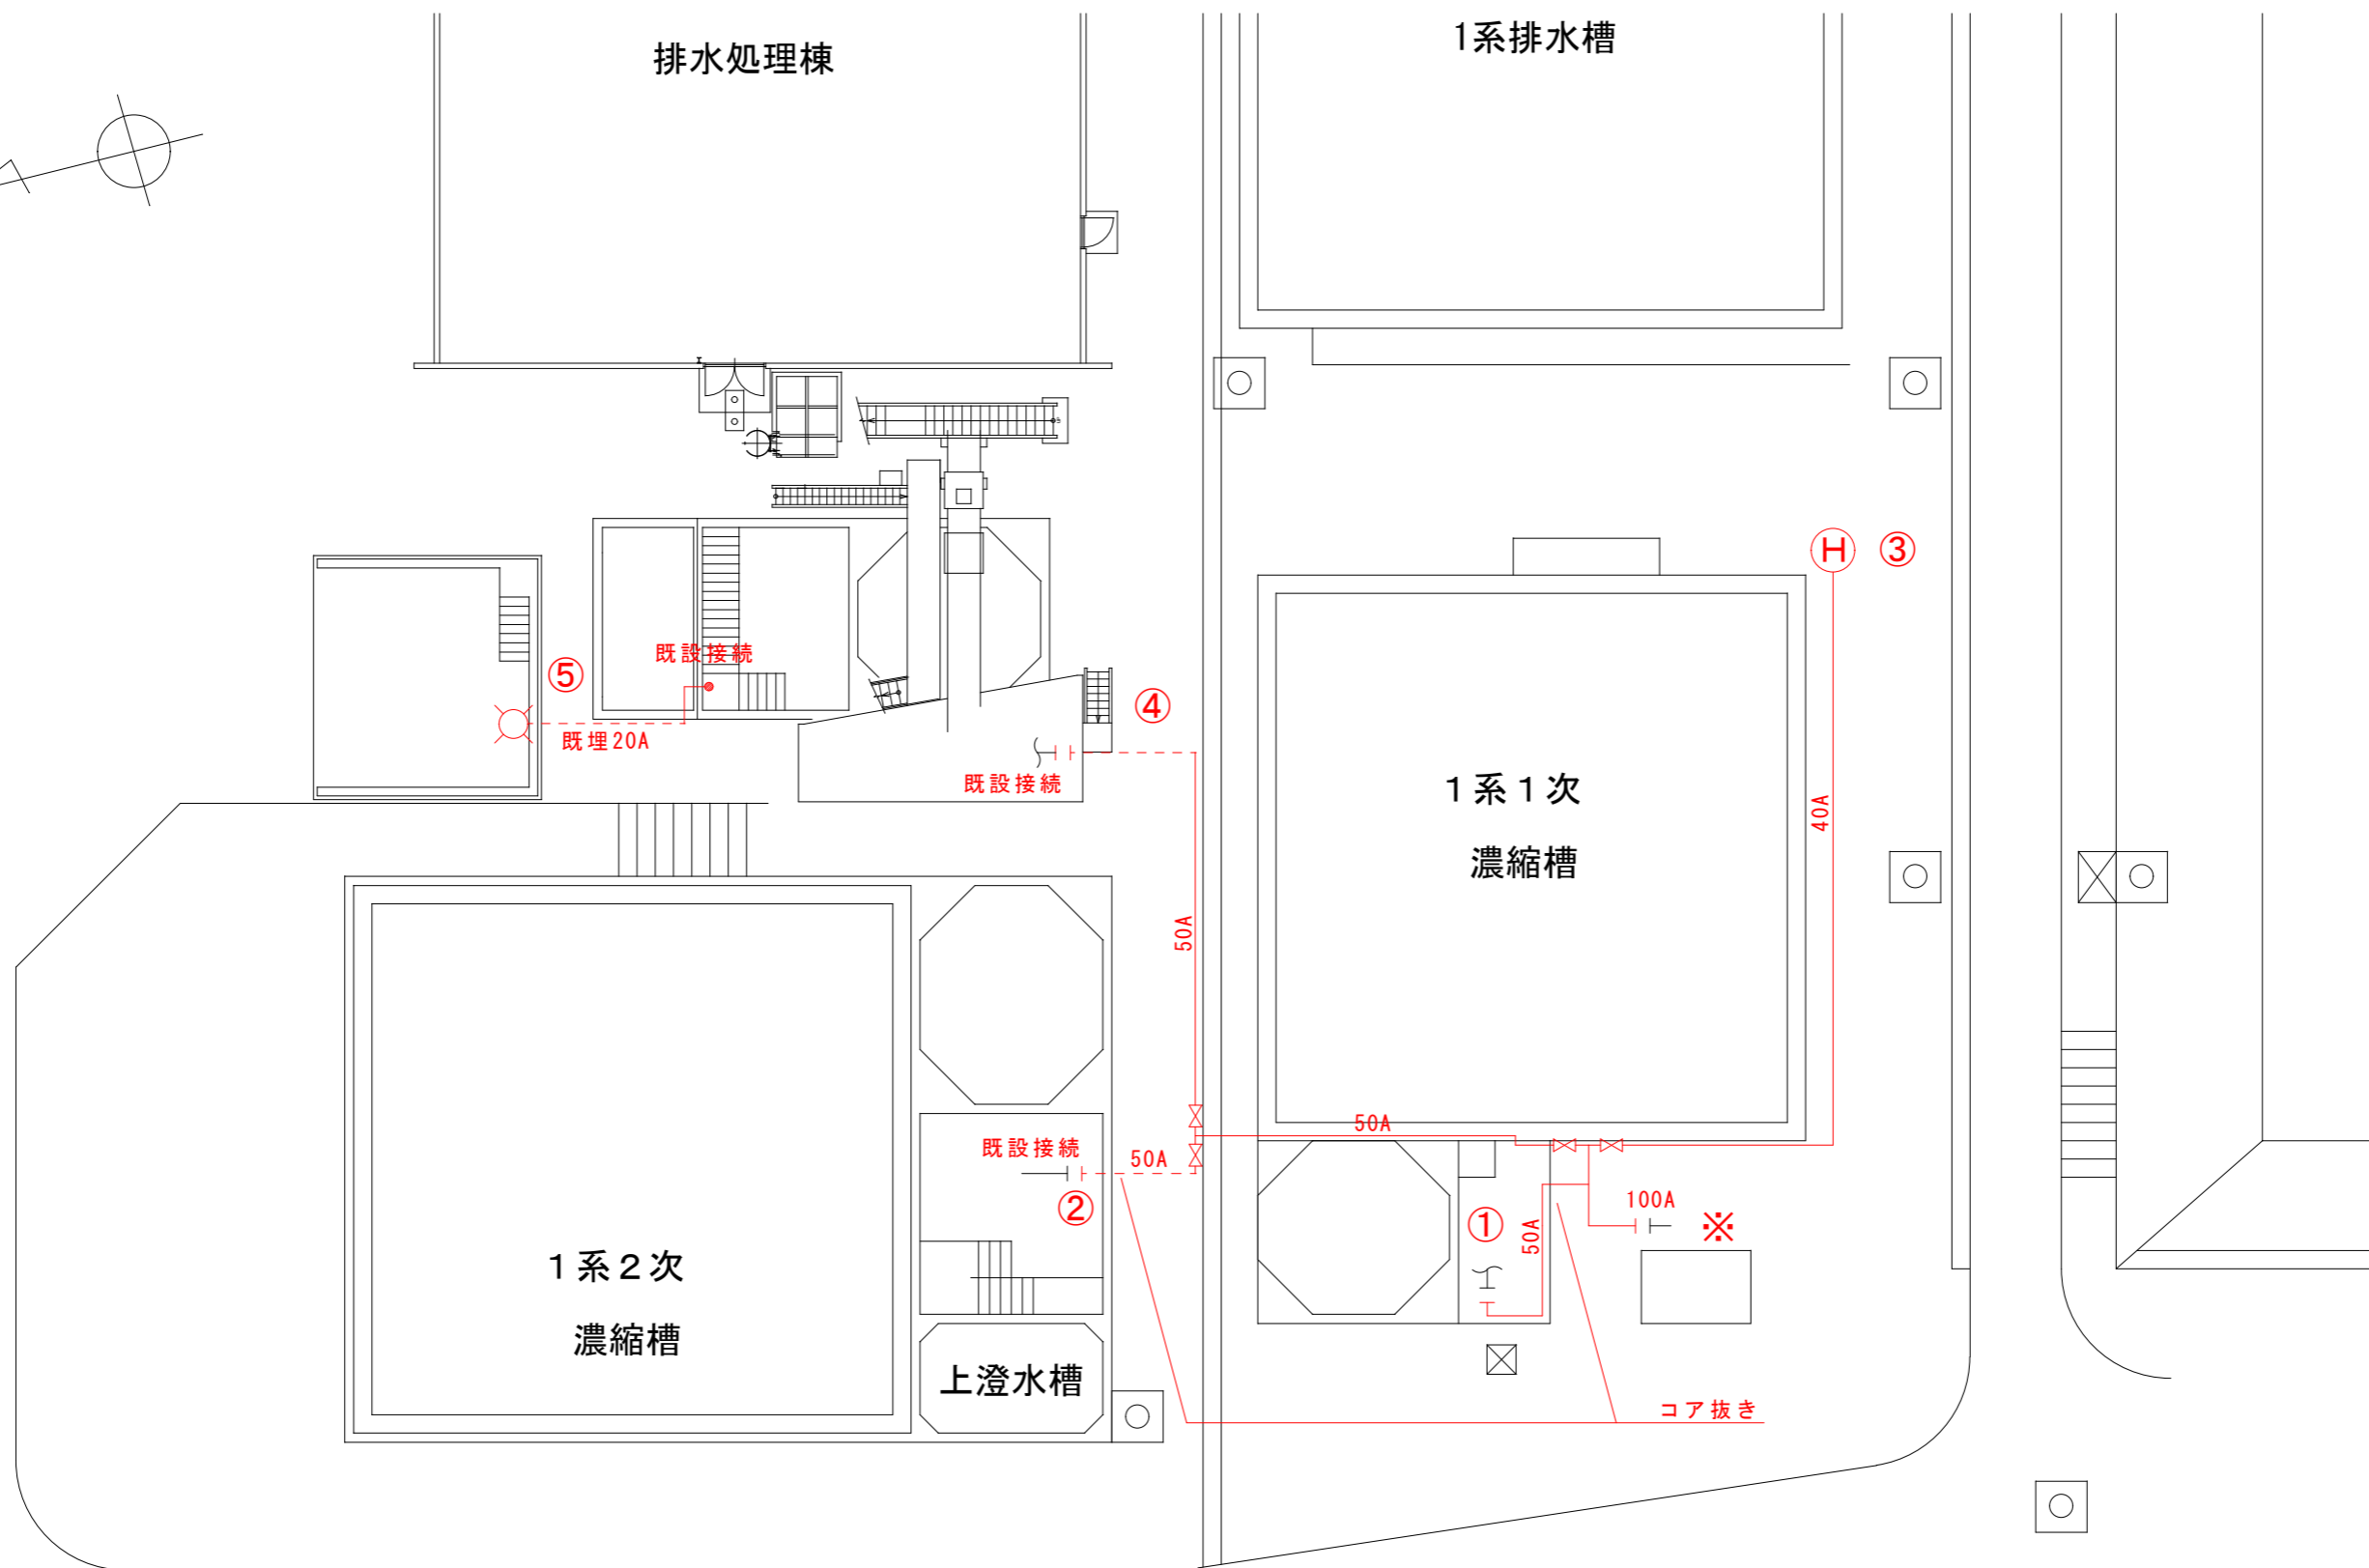 排水処理棟
1系排水槽
H ③
既設接続
⑤
④
既埋20A
既設接続
１系１次
濃縮槽
40A
50A
50A
既設接続
50A
②
①
50A
100A
※
１系２次
濃縮槽
上澄水槽
コア抜き